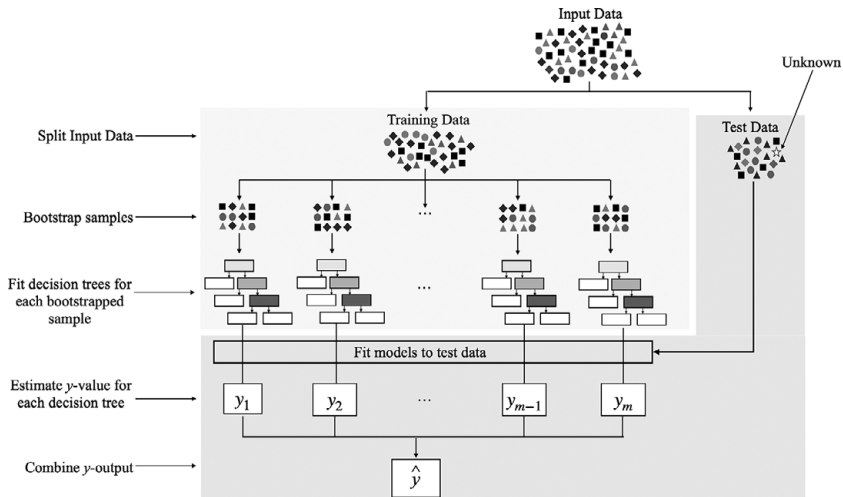 Input Data
Unknown
Training Data
Test Data
Split Input Data
Bootstrap samples
...
Fit decision trees for
each bootstrapped
sample
...
Fit models to test data
Estimate y-value for
each decision tree
y1
y2
...
ym−1
ym
Combine y-output
ŷ